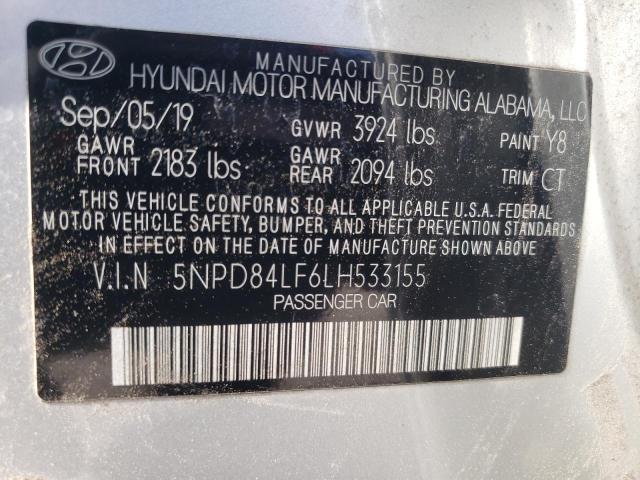 MANUFACTURED BY
HYUNDAI MOTOR MANUFACTURING ALABAMA, LLC
Sep/05/19 GVWR 3924 lbs PAINT Y8
GAWR FRONT 2183 lbs GAWR REAR 2094 lbs TRIM CT
THIS VEHICLE CONFORMS TO ALL APPLICABLE U.S.A. FEDERAL
MOTOR VEHICLE SAFETY, BUMPER, AND THEFT PREVENTION STANDARDS
IN EFFECT ON THE DATE OF MANUFACTURE SHOWN ABOVE
V.I.N 5NPD84LF6LH533155
PASSENGER CAR